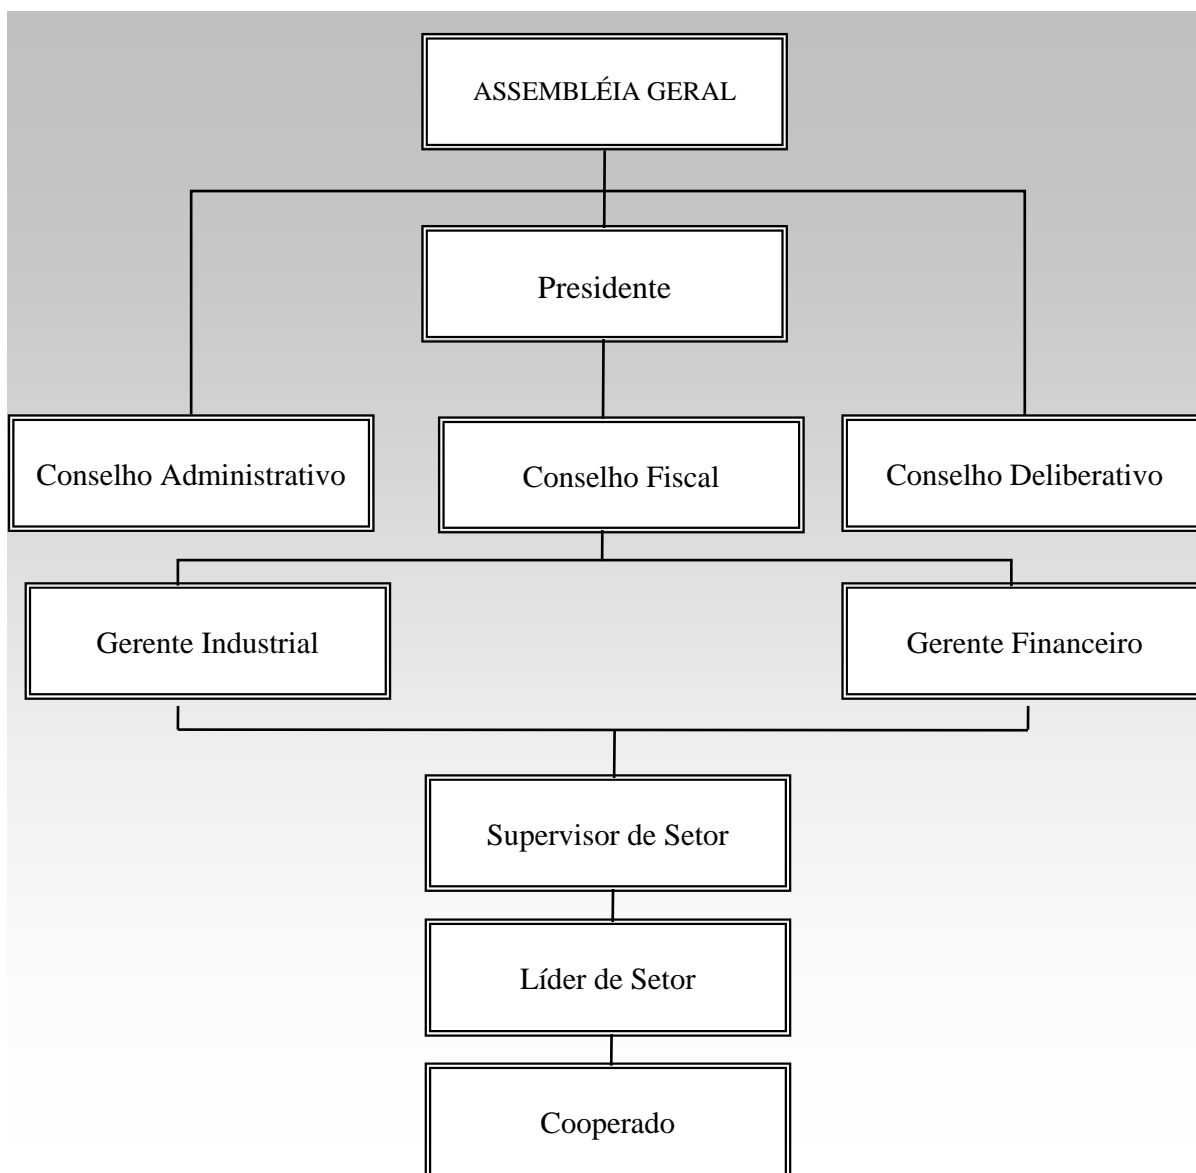 ASSEMBLÉIA GERAL
Presidente
Conselho Administrativo
Conselho Fiscal
Conselho Deliberativo
Gerente Industrial
Gerente Financeiro
Supervisor de Setor
Líder de Setor
Cooperado